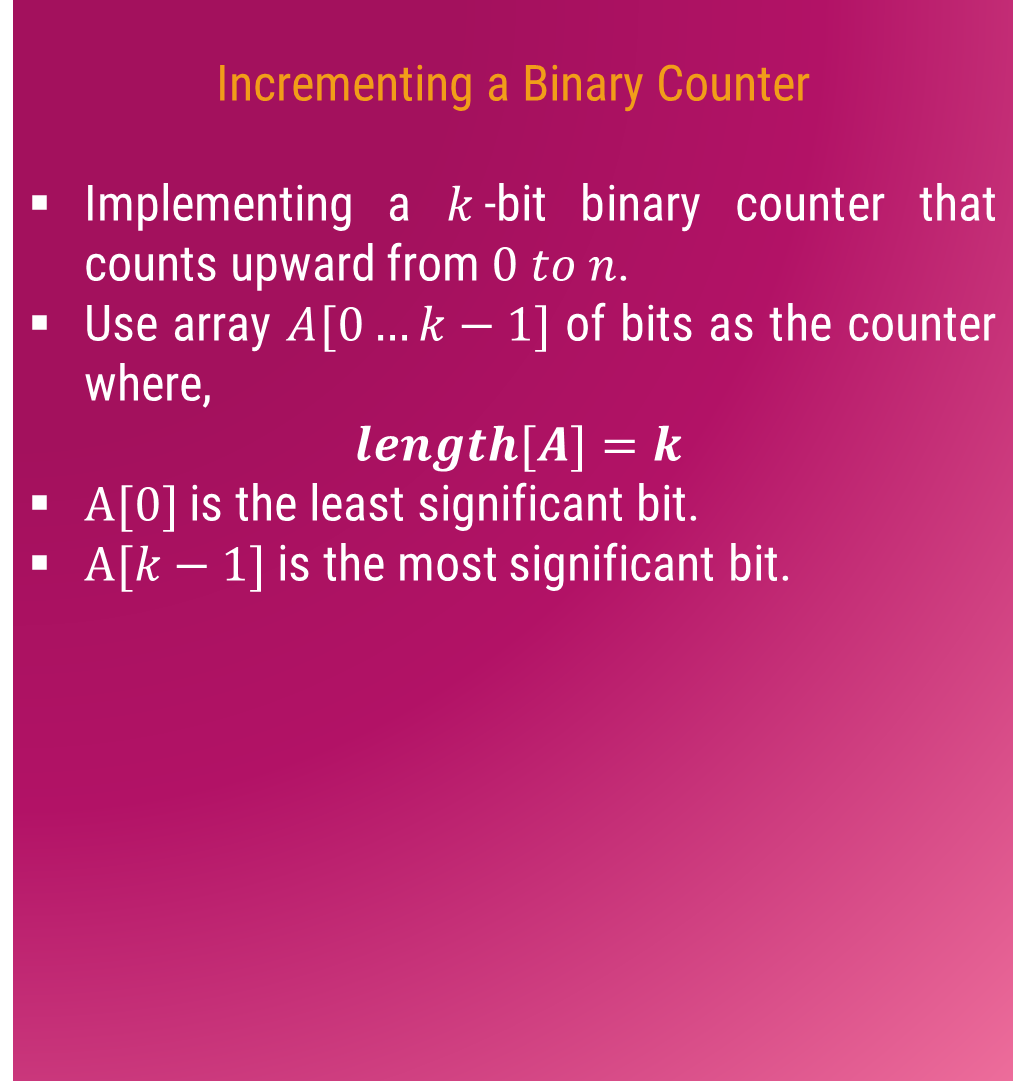 Incrementing a Binary Counter
▪ Implementing a k-bit binary counter that
counts upward from 0 to n.
▪ Use array A[0 … k − 1] of bits as the counter
where,
length[A] = k
▪ A[0] is the least significant bit.
▪ A[k − 1] is the most significant bit.